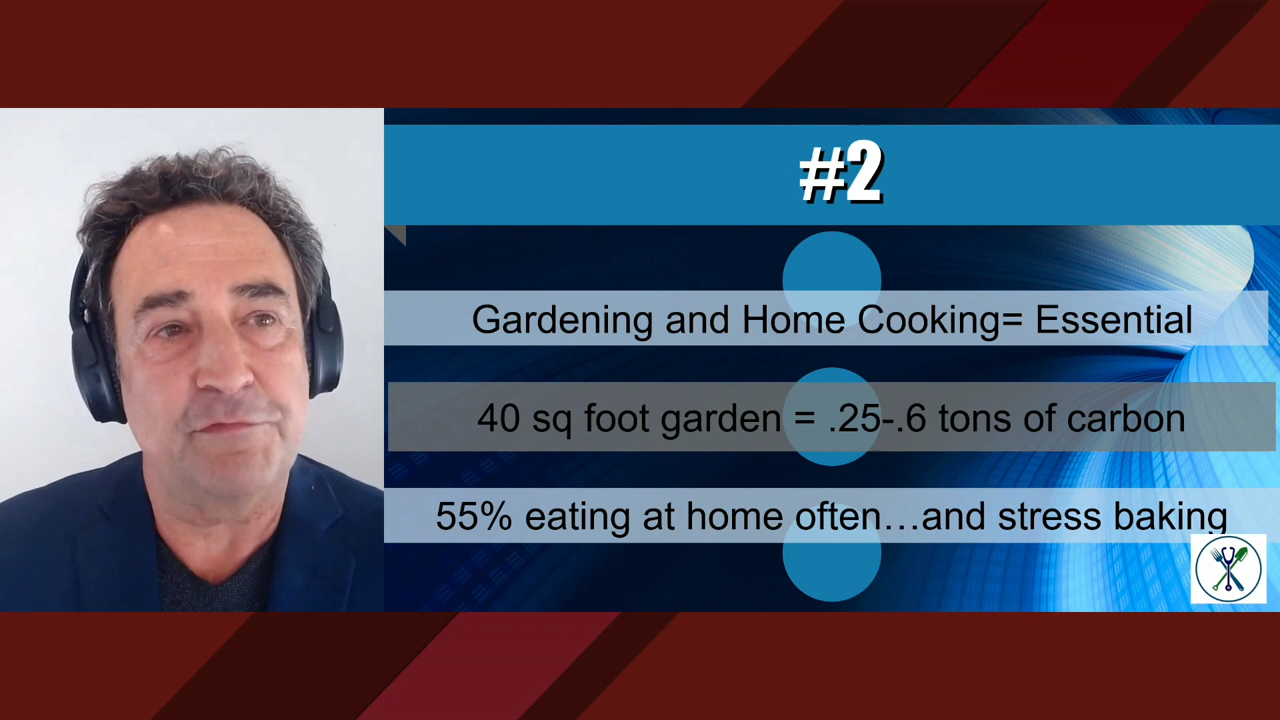 #2
Gardening and Home Cooking= Essential
40 sq foot garden = .25-.6 tons of carbon
55% eating at home often…and stress baking